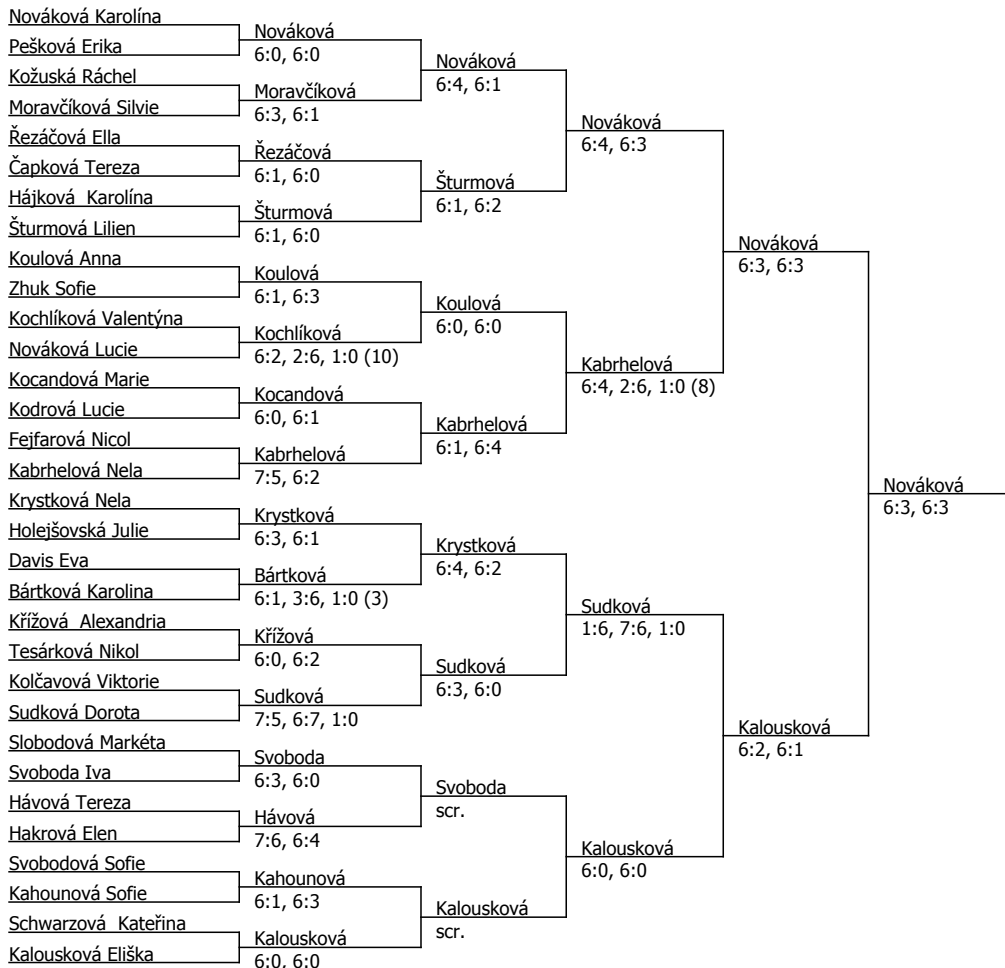 Nováková Karolína
Pešková Erika
Kožuská Ráchel
Moravčíková Silvie
Řezáčová Ella
Čapková Tereza
Hájková  Karolína
Šturmová Lilien
Koulová Anna
Zhuk Sofie
Kochlíková Valentýna
Nováková Lucie
Kocandová Marie
Kodrová Lucie
Fejfarová Nicol
Kabrhelová Nela
Krystková Nela
Holejšovská Julie
Davis Eva
Bártková Karolina
Křížová  Alexandria
Tesárková Nikol
Kolčavová Viktorie
Sudková Dorota
Slobodová Markéta
Svoboda Iva
Hávová Tereza
Hakrová Elen
Svobodová Sofie
Kahounová Sofie
Schwarzová  Kateřina
Kalousková Eliška
Nováková
6:0, 6:0
Moravčíková
6:3, 6:1
Řezáčová
6:1, 6:0
Šturmová
6:1, 6:0
Koulová
6:1, 6:3
Kochlíková
6:2, 2:6, 1:0 (10)
Kocandová
6:0, 6:1
Kabrhelová
7:5, 6:2
Krystková
6:3, 6:1
Bártková
6:1, 3:6, 1:0 (3)
Křížová
6:0, 6:2
Sudková
7:5, 6:7, 1:0
Svoboda
6:3, 6:0
Hávová
7:6, 6:4
Kahounová
6:1, 6:3
Kalousková
6:0, 6:0
Nováková
6:4, 6:1
Šturmová
6:1, 6:2
Koulová
6:0, 6:0
Kabrhelová
6:1, 6:4
Krystková
6:4, 6:2
Sudková
6:3, 6:0
Svoboda
scr.
Kalousková
scr.
Nováková
6:4, 6:3
Kabrhelová
6:4, 2:6, 1:0 (8)
Sudková
1:6, 7:6, 1:0
Kalousková
6:0, 6:0
Nováková
6:3, 6:3
Kalousková
6:2, 6:1
Nováková
6:3, 6:3